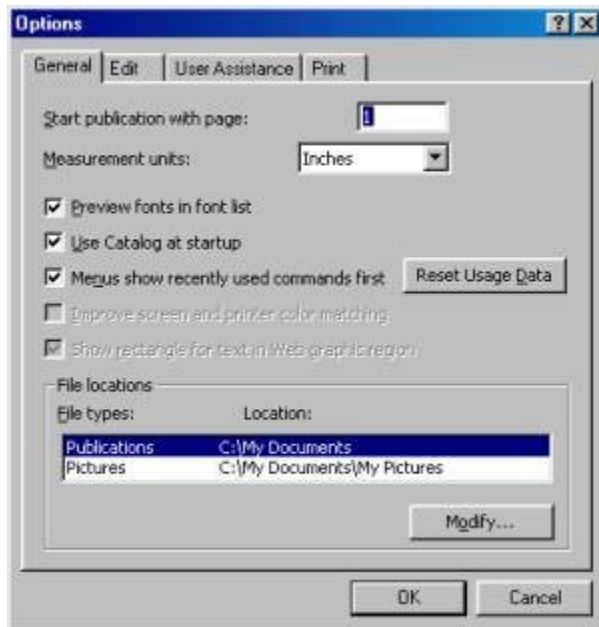 Options
General Edit User Assistance Print
Start publication with page: 1
Measurement units: Inches
Preview fonts in font list
Use Catalog at startup
Menus show recently used commands first Reset Usage Data
Improve screen and printer color matching
Show rectangle for text in Web graphic region
File locations
File types: Location:
Publications C:\My Documents
Pictures C:\My Documents\My Pictures
Modify...
OK Cancel